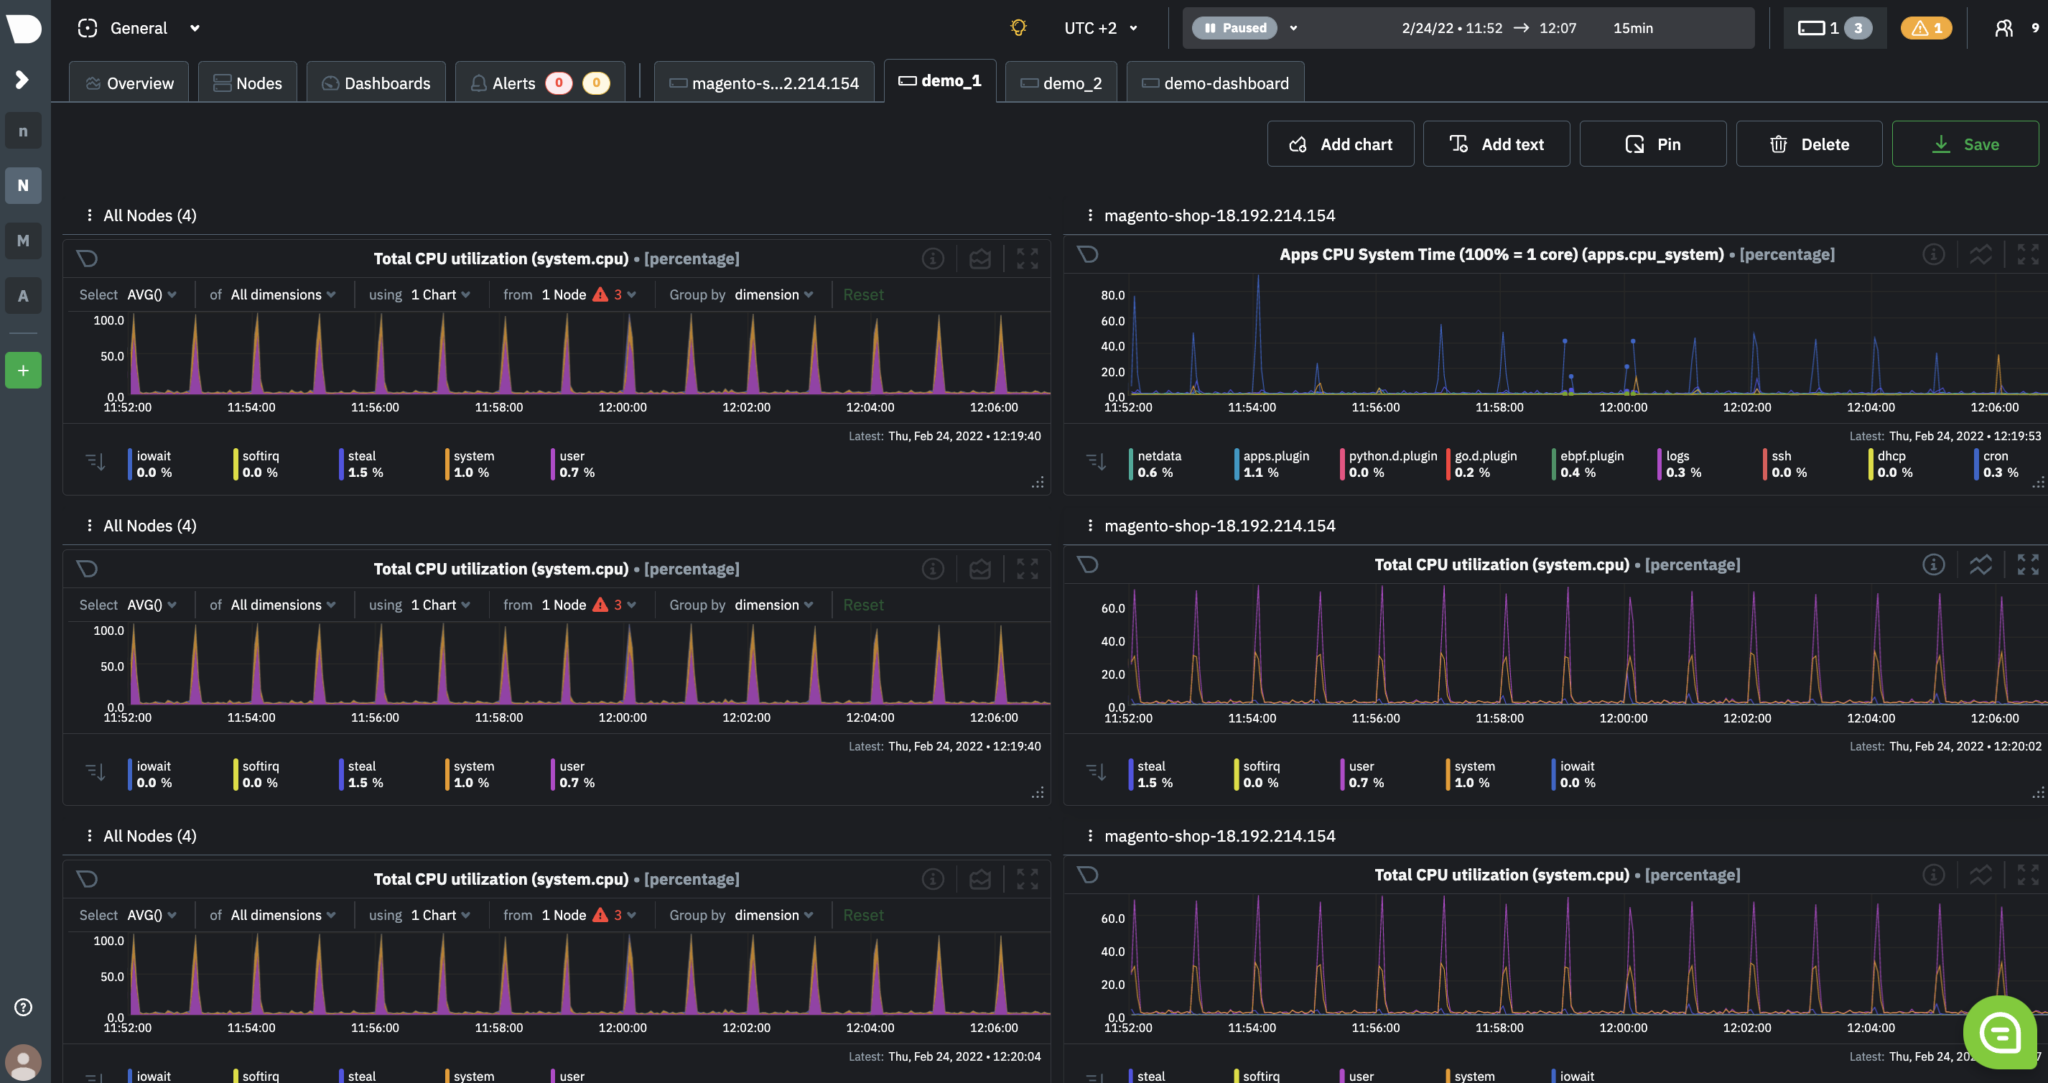 General
UTC +2
Paused
2/24/22 • 11:52 → 12:07
15min
1 3
1
9
Overview
Nodes
Dashboards
Alerts 0 0
magento-s...2.214.154
demo_1
demo_2
demo-dashboard
n
N
M
A
+
Add chart
Add text
Pin
Delete
Save
All Nodes (4)
Total CPU utilization (system.cpu) • [percentage]
Select AVG() of All dimensions using 1 Chart from 1 Node 3 Group by dimension Reset
100.0
50.0
0.0
11:52:00 11:54:00 11:56:00 11:58:00 12:00:00 12:02:00 12:04:00 12:06:00
Latest: Thu, Feb 24, 2022 • 12:19:40
iowait softirq steal system user
0.0 % 0.0 % 1.5 % 1.0 % 0.7 %
magento-shop-18.192.214.154
Apps CPU System Time (100% = 1 core) (apps.cpu_system) • [percentage]
80.0
60.0
40.0
20.0
0.0
11:52:00 11:54:00 11:56:00 11:58:00 12:00:00 12:02:00 12:04:00 12:06:00
Latest: Thu, Feb 24, 2022 • 12:19:53
netdata apps.plugin python.d.plugin go.d.plugin ebpf.plugin logs ssh dhcp cron
0.6 % 1.1 % 0.0 % 0.2 % 0.4 % 0.3 % 0.0 % 0.0 % 0.3 %
All Nodes (4)
Total CPU utilization (system.cpu) • [percentage]
Select AVG() of All dimensions using 1 Chart from 1 Node 3 Group by dimension Reset
100.0
50.0
0.0
11:52:00 11:54:00 11:56:00 11:58:00 12:00:00 12:02:00 12:04:00 12:06:00
Latest: Thu, Feb 24, 2022 • 12:19:40
iowait softirq steal system user
0.0 % 0.0 % 1.5 % 1.0 % 0.7 %
magento-shop-18.192.214.154
Total CPU utilization (system.cpu) • [percentage]
60.0
40.0
20.0
0.0
11:52:00 11:54:00 11:56:00 11:58:00 12:00:00 12:02:00 12:04:00 12:06:00
Latest: Thu, Feb 24, 2022 • 12:20:02
steal softirq user system iowait
1.5 % 0.0 % 0.7 % 1.0 % 0.0 %
All Nodes (4)
Total CPU utilization (system.cpu) • [percentage]
Select AVG() of All dimensions using 1 Chart from 1 Node 3 Group by dimension Reset
100.0
50.0
0.0
11:52:00 11:54:00 11:56:00 11:58:00 12:00:00 12:02:00 12:04:00 12:06:00
Latest: Thu, Feb 24, 2022 • 12:20:04
iowait softirq steal system user
magento-shop-18.192.214.154
Total CPU utilization (system.cpu) • [percentage]
60.0
40.0
20.0
0.0
11:52:00 11:54:00 11:56:00 11:58:00 12:00:00 12:02:00 12:04:00
Latest: Thu, Feb 24,
steal softirq user system iowait